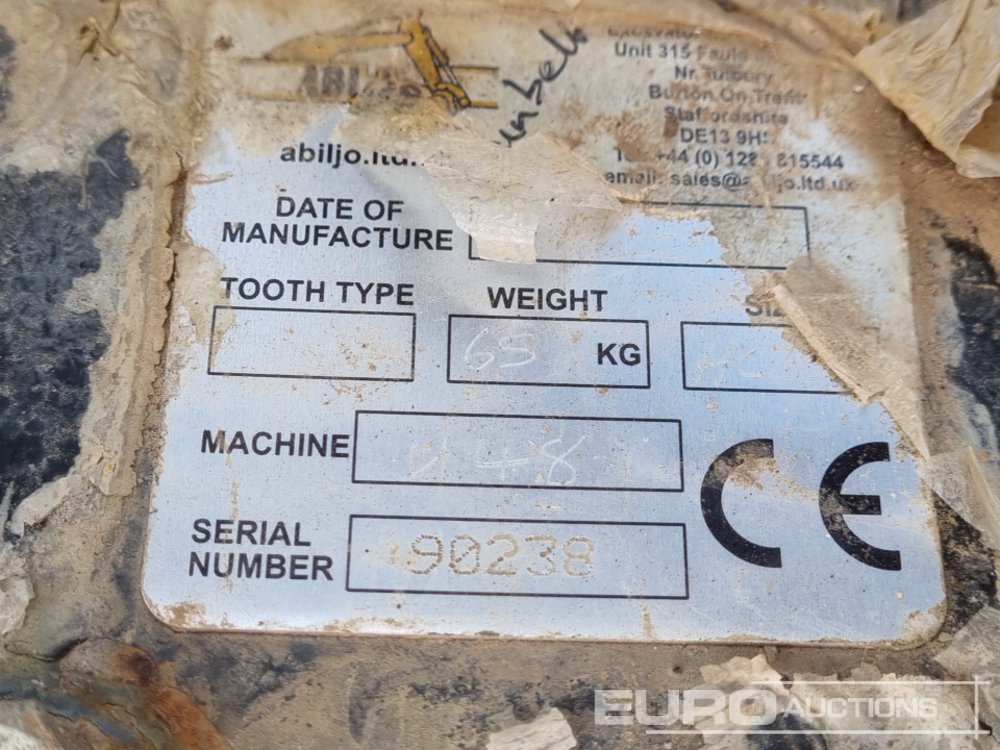 Unit 315
Nr. Tutbury
Burton On Trent
Staffordshire
DE13 9H
abiljo.ltd.
+44 (0) 128 815544
email: sales@
DATE OF
MANUFACTURE
TOOTH TYPE
WEIGHT
65 KG
MACHINE
SERIAL
NUMBER
90238
CE
EURO AUCTIONS